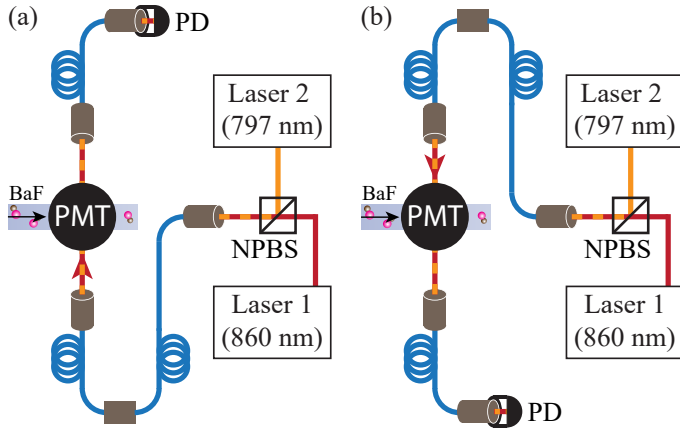 (a)
PD
Laser 2
(797 nm)
BaF
PMT
NPBS
Laser 1
(860 nm)
(b)
Laser 2
(797 nm)
BaF
PMT
NPBS
Laser 1
(860 nm)
PD